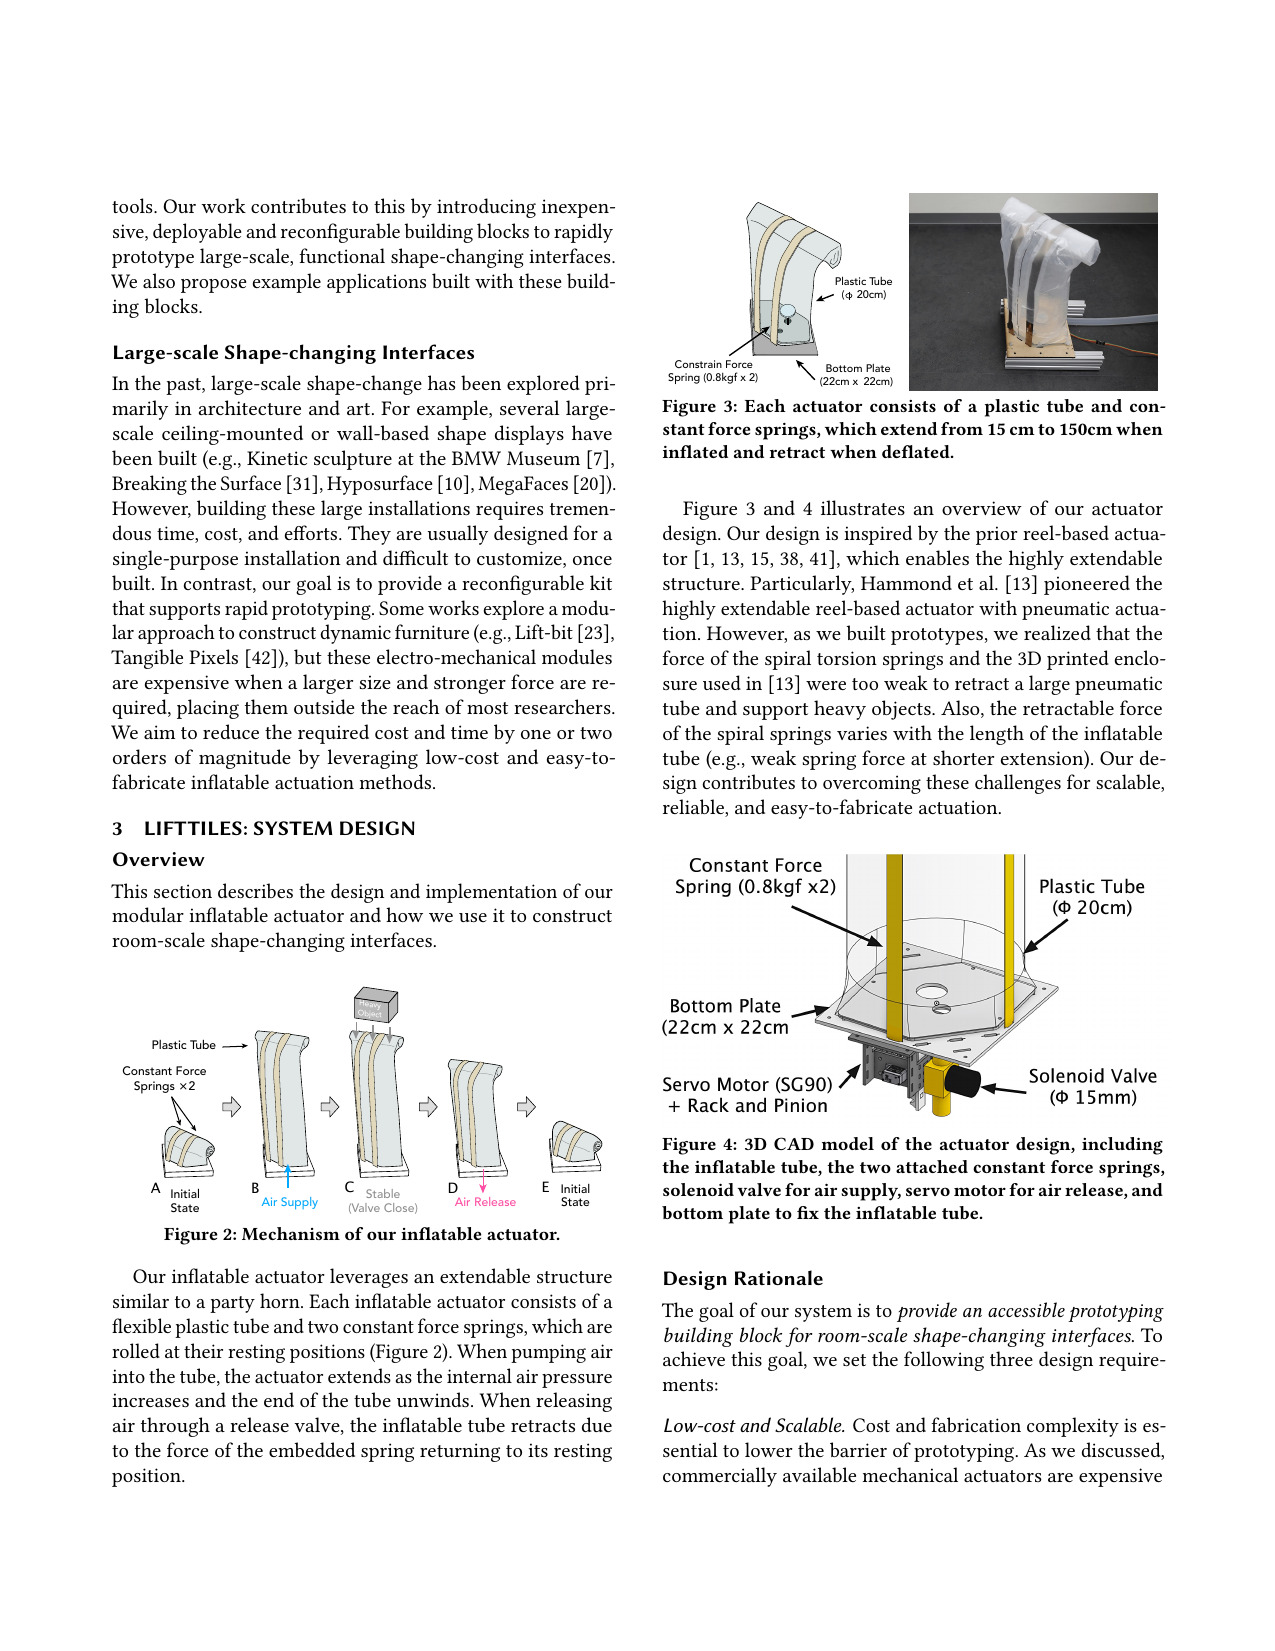 tools. Our work contributes to this by introducing inexpen-
sive, deployable and reconfigurable building blocks to rapidly
prototype large-scale, functional shape-changing interfaces.
We also propose example applications built with these build-
ing blocks.
Large-scale Shape-changing Interfaces
In the past, large-scale shape-change has been explored pri-
marily in architecture and art. For example, several large-
scale ceiling-mounted or wall-based shape displays have
been built (e.g., Kinetic sculpture at the BMW Museum [7],
Breaking the Surface [31], Hyposurface [10], MegaFaces [20]).
However, building these large installations requires tremen-
dous time, cost, and efforts. They are usually designed for a
single-purpose installation and difficult to customize, once
built. In contrast, our goal is to provide a reconfigurable kit
that supports rapid prototyping. Some works explore a modu-
lar approach to construct dynamic furniture (e.g., Lift-bit [23],
Tangible Pixels [42]), but these electro-mechanical modules
are expensive when a larger size and stronger force are re-
quired, placing them outside the reach of most researchers.
We aim to reduce the required cost and time by one or two
orders of magnitude by leveraging low-cost and easy-to-
fabricate inflatable actuation methods.
3 LIFTTILES: SYSTEM DESIGN
Overview
This section describes the design and implementation of our
modular inflatable actuator and how we use it to construct
room-scale shape-changing interfaces.
Heavy
Object
Plastic Tube
Constant Force
Springs ×2
A Initial
State
B
Air Supply
C Stable
(Valve Close)
D
Air Release
E Initial
State
Figure 2: Mechanism of our inflatable actuator.
Our inflatable actuator leverages an extendable structure
similar to a party horn. Each inflatable actuator consists of a
flexible plastic tube and two constant force springs, which are
rolled at their resting positions (Figure 2). When pumping air
into the tube, the actuator extends as the internal air pressure
increases and the end of the tube unwinds. When releasing
air through a release valve, the inflatable tube retracts due
to the force of the embedded spring returning to its resting
position.
Plastic Tube
(Φ 20cm)
Constrain Force
Spring (0.8kgf x 2)
Bottom Plate
(22cm x 22cm)
Figure 3: Each actuator consists of a plastic tube and con-
stant force springs, which extend from 15 cm to 150cm when
inflated and retract when deflated.
Figure 3 and 4 illustrates an overview of our actuator
design. Our design is inspired by the prior reel-based actua-
tor [1, 13, 15, 38, 41], which enables the highly extendable
structure. Particularly, Hammond et al. [13] pioneered the
highly extendable reel-based actuator with pneumatic actua-
tion. However, as we built prototypes, we realized that the
force of the spiral torsion springs and the 3D printed enclo-
sure used in [13] were too weak to retract a large pneumatic
tube and support heavy objects. Also, the retractable force
of the spiral springs varies with the length of the inflatable
tube (e.g., weak spring force at shorter extension). Our de-
sign contributes to overcoming these challenges for scalable,
reliable, and easy-to-fabricate actuation.
Constant Force
Spring (0.8kgf x2)
Plastic Tube
(Φ 20cm)
Bottom Plate
(22cm x 22cm
Servo Motor (SG90)
+ Rack and Pinion
Solenoid Valve
(Φ 15mm)
Figure 4: 3D CAD model of the actuator design, including
the inflatable tube, the two attached constant force springs,
solenoid valve for air supply, servo motor for air release, and
bottom plate to fix the inflatable tube.
Design Rationale
The goal of our system is to provide an accessible prototyping
building block for room-scale shape-changing interfaces. To
achieve this goal, we set the following three design require-
ments:
Low-cost and Scalable. Cost and fabrication complexity is es-
sential to lower the barrier of prototyping. As we discussed,
commercially available mechanical actuators are expensive